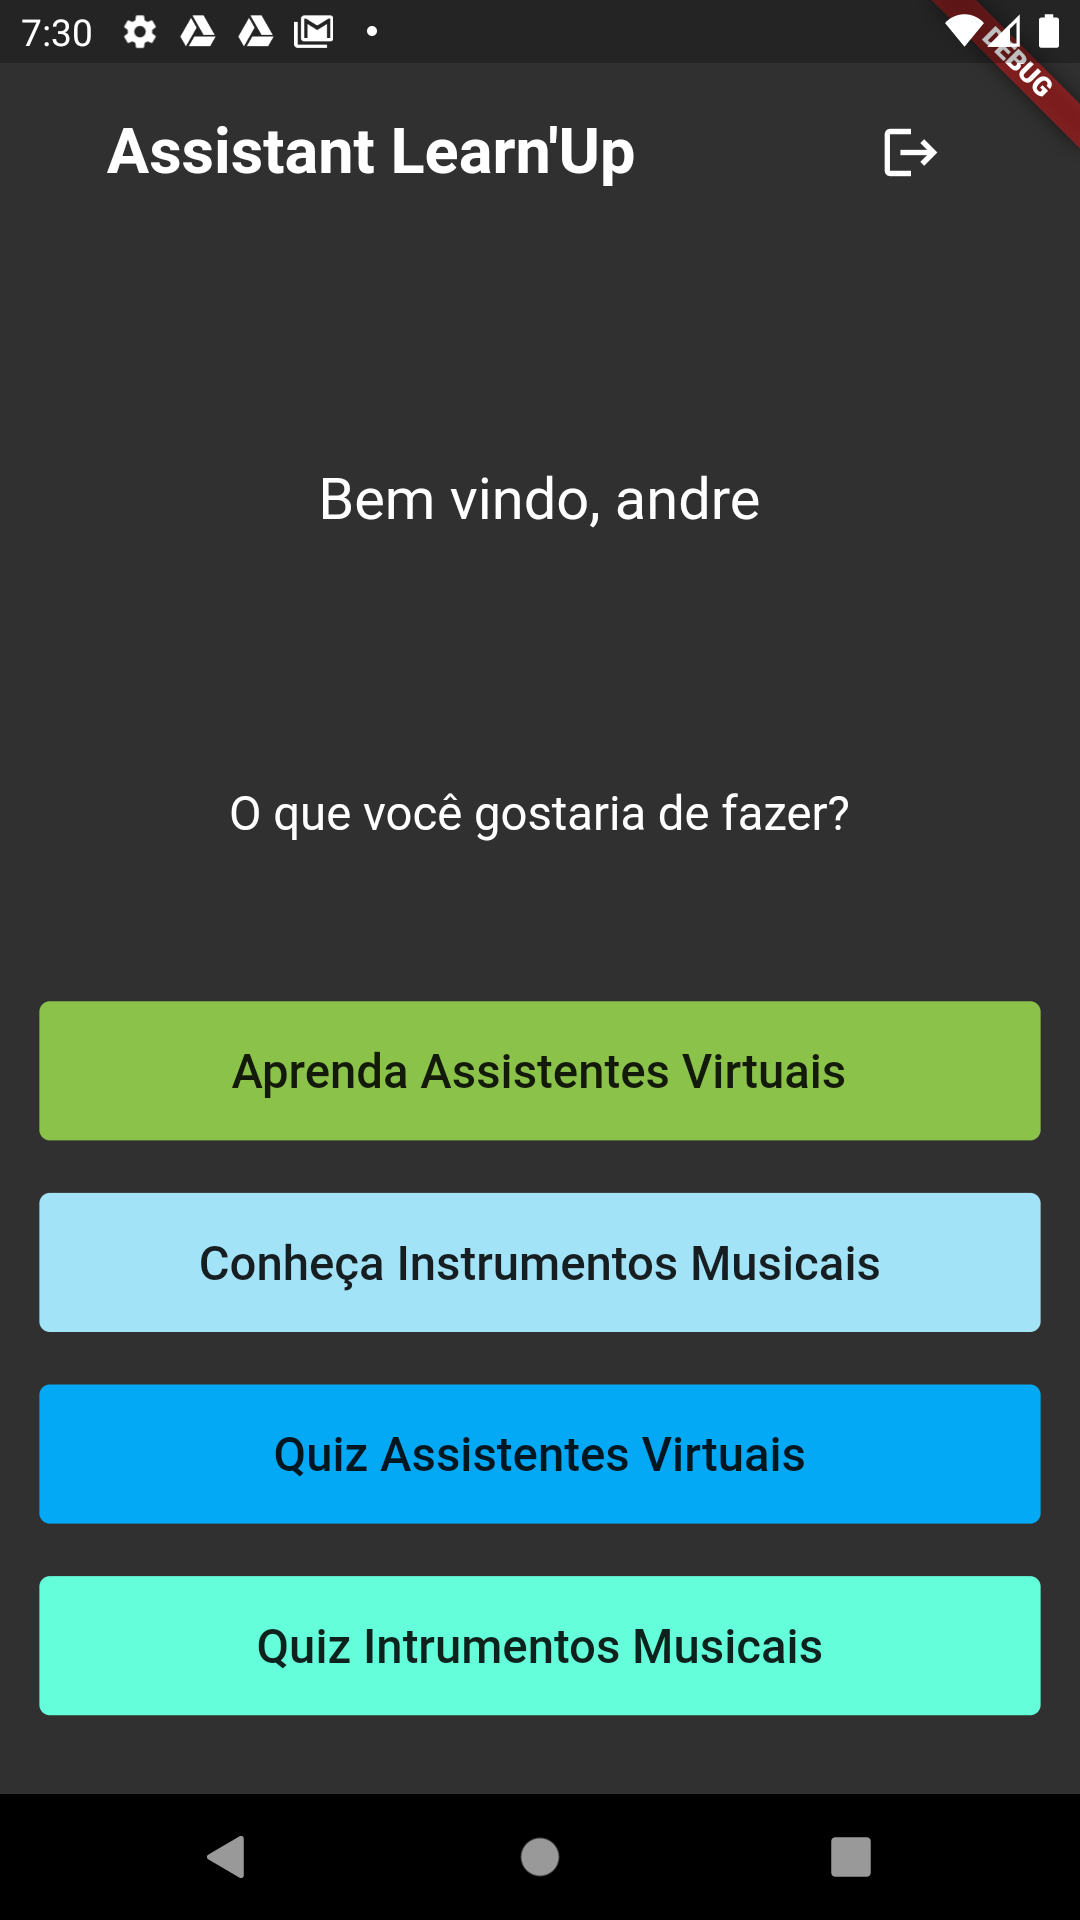 7:30
DEBUG
Assistant Learn'Up
Bem vindo, andre
O que você gostaria de fazer?
Aprenda Assistentes Virtuais
Conheça Instrumentos Musicais
Quiz Assistentes Virtuais
Quiz Intrumentos Musicais